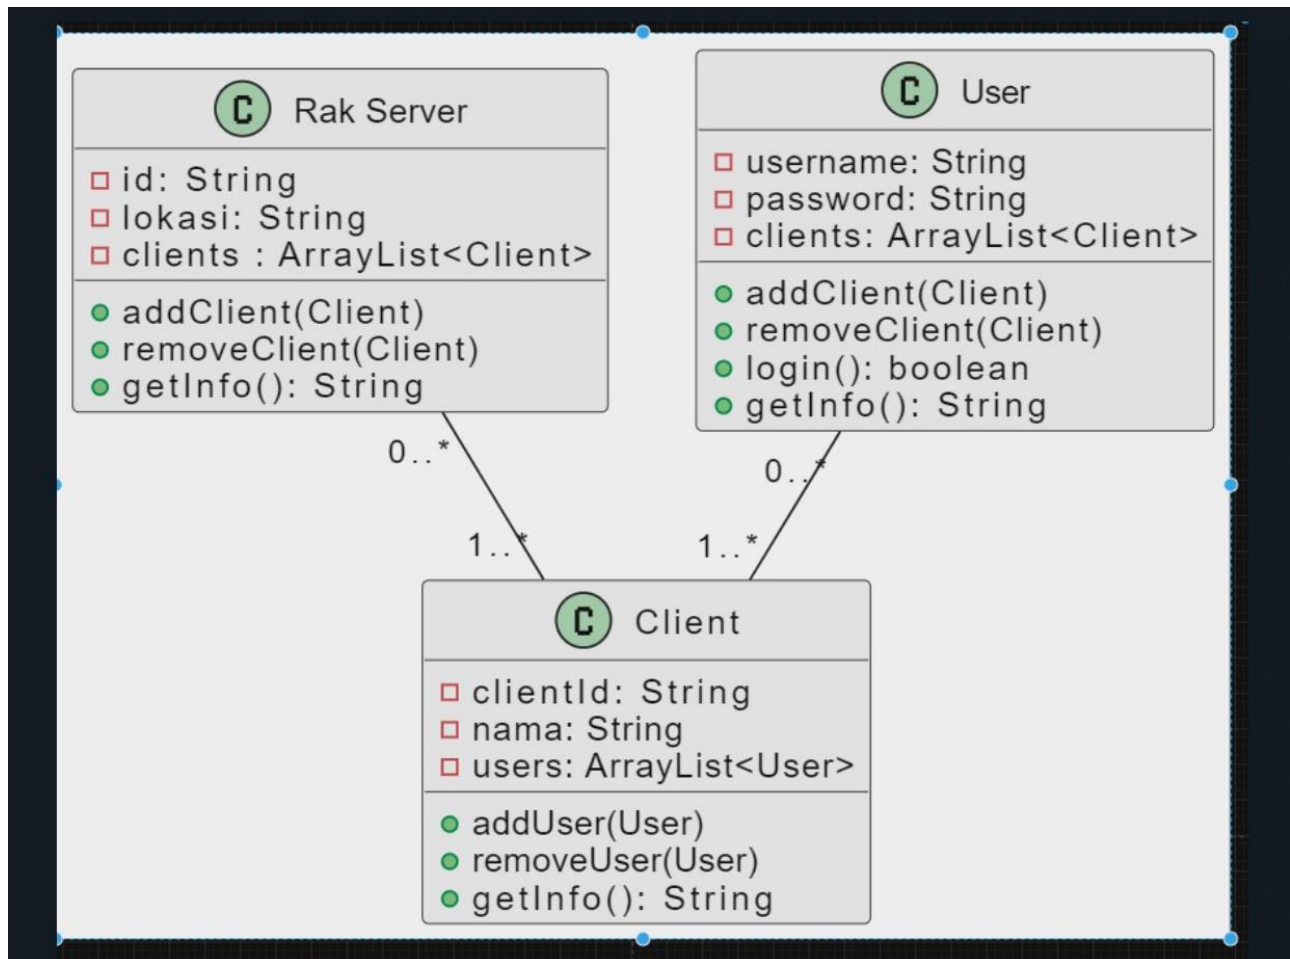 C Rak Server
id: String
lokasi: String
clients : ArrayList<Client>
addClient(Client)
removeClient(Client)
getInfo(): String
C User
username: String
password: String
clients: ArrayList<Client>
addClient(Client)
removeClient(Client)
login(): boolean
getInfo(): String
0..*
1..*
0..*
1..*
C Client
clientId: String
nama: String
users: ArrayList<User>
addUser(User)
removeUser(User)
getInfo(): String